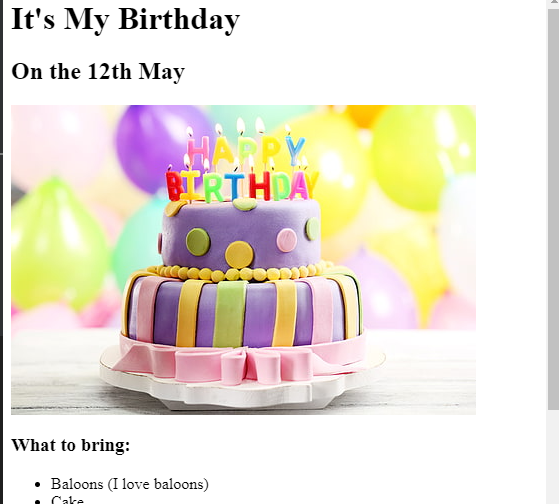 It's My Birthday
On the 12th May
HAPPY
BIRTHDAY
What to bring:
Baloons (I love baloons)
Cake